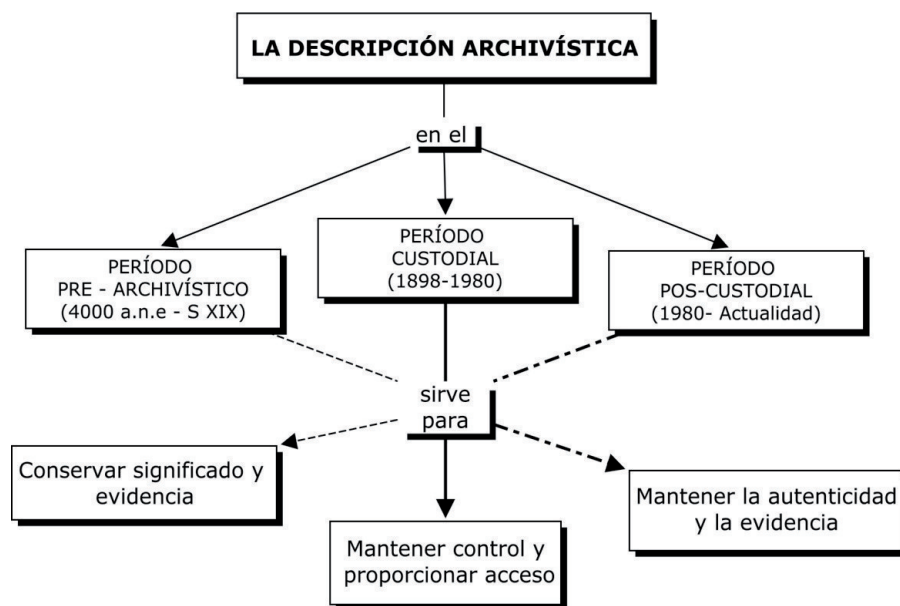 LA DESCRIPCIÓN ARCHIVÍSTICA
en el
PERÍODO
PRE - ARCHIVÍSTICO
(4000 a.n.e - S XIX)
PERÍODO
CUSTODIAL
(1898-1980)
PERÍODO
POS-CUSTODIAL
(1980- Actualidad)
sirve
para
Conservar significado y
evidencia
Mantener control y
proporcionar acceso
Mantener la autenticidad
y la evidencia